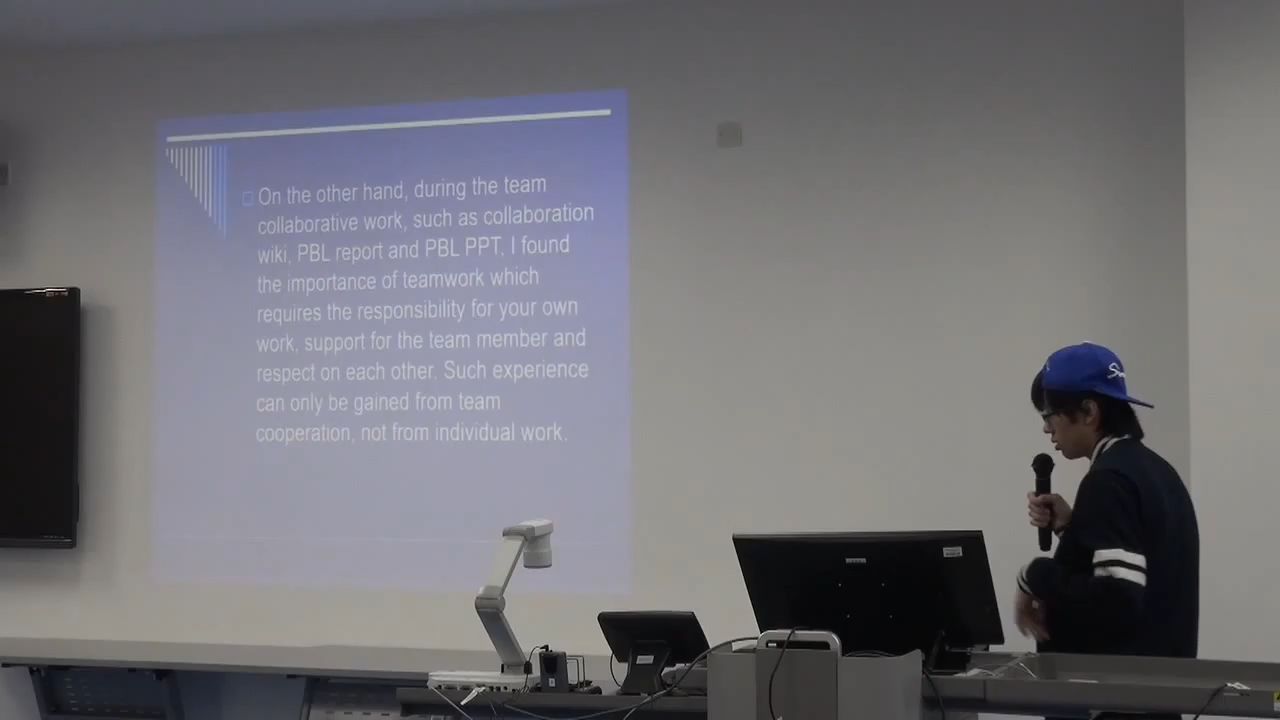 On the other hand, during the team
collaborative work, such as collaboration
wiki, PBL report and PBL PPT, I found
the importance of teamwork which
requires the responsibility for your own
work, support for the team member and
respect on each other. Such experience
can only be gained from team
cooperation, not from individual work.